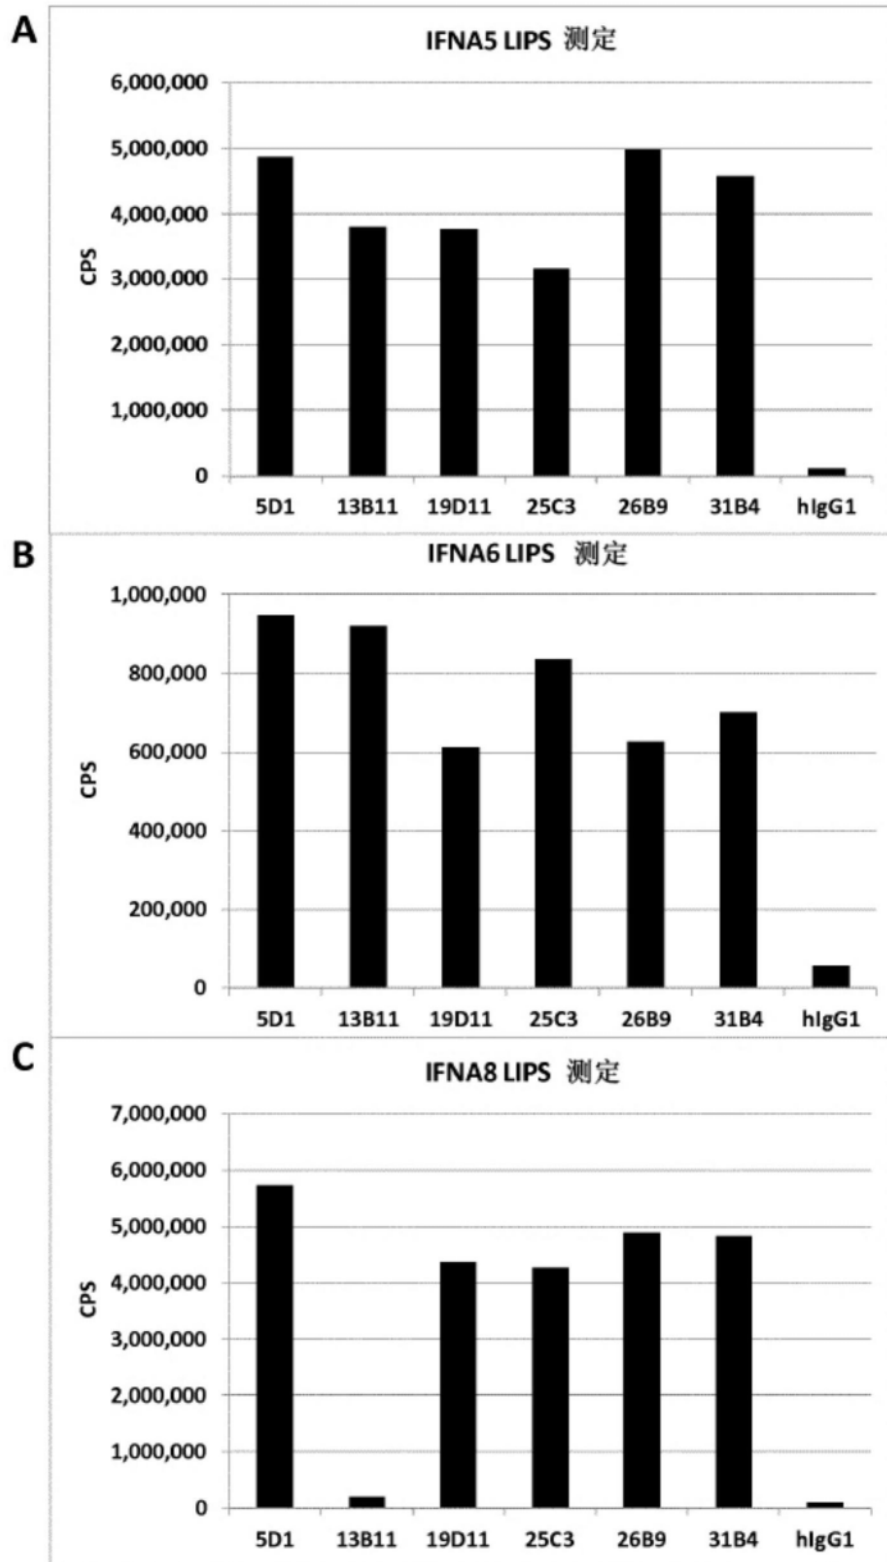 A
IFNA5 LIPS 测定
6,000,000
5,000,000
4,000,000
3,000,000
2,000,000
1,000,000
0
CPS
5D1 13B11 19D11 25C3 26B9 31B4 hIgG1
B
IFNA6 LIPS 测定
1,000,000
800,000
600,000
400,000
200,000
0
CPS
5D1 13B11 19D11 25C3 26B9 31B4 hIgG1
C
IFNA8 LIPS 测定
7,000,000
6,000,000
5,000,000
4,000,000
3,000,000
2,000,000
1,000,000
0
CPS
5D1 13B11 19D11 25C3 26B9 31B4 hIgG1